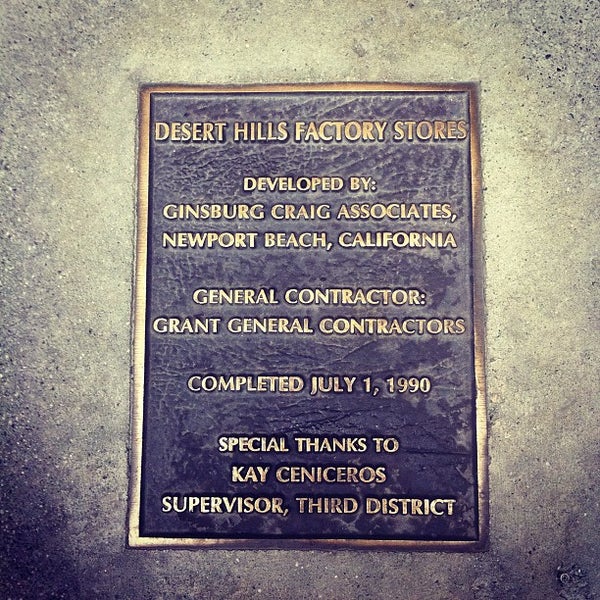 DESERT HILLS FACTORY STORES
DEVELOPED BY:
GINSBURG CRAIG ASSOCIATES,
NEWPORT BEACH, CALIFORNIA
GENERAL CONTRACTOR:
GRANT GENERAL CONTRACTORS
COMPLETED JULY 1, 1990
SPECIAL THANKS TO
KAY CENICEROS
SUPERVISOR, THIRD DISTRICT